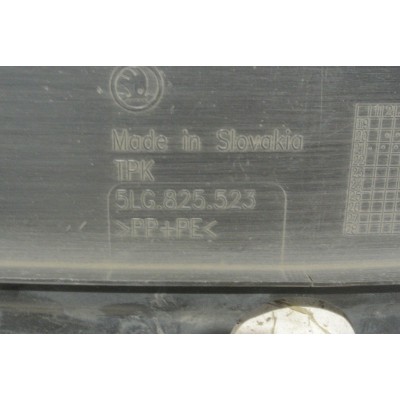 Made in Slovakia
TPK
5LG.825.523
>PP+PE<